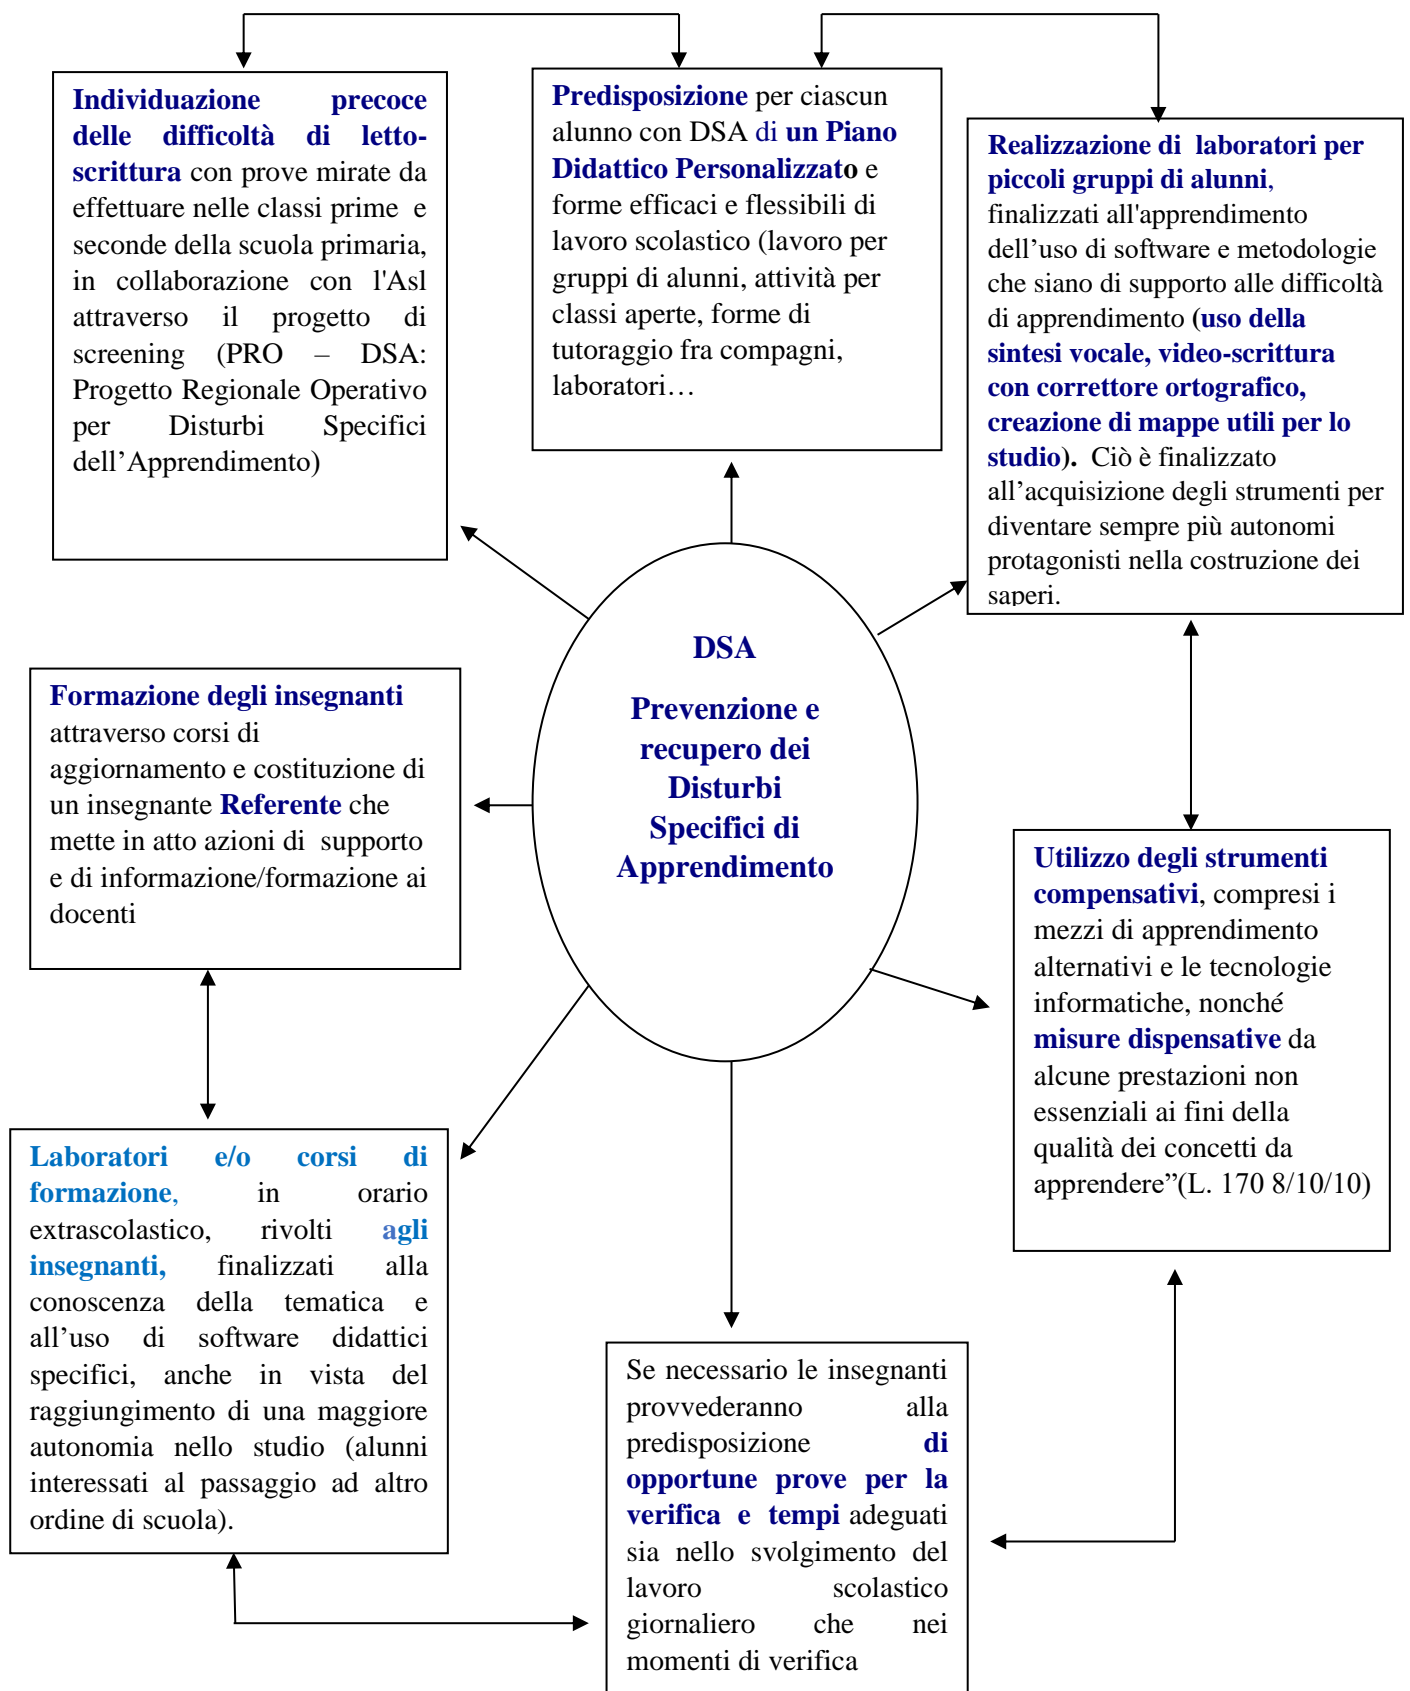 Individuazione precoce
delle difficoltà di letto-
scrittura con prove mirate da
effettuare nelle classi prime e
seconde della scuola primaria,
in collaborazione con l'Asl
attraverso il progetto di
screening (PRO – DSA:
Progetto Regionale Operativo
per Disturbi Specifici
dell’Apprendimento)
Predisposizione per ciascun
alunno con DSA di un Piano
Didattico Personalizzato e
forme efficaci e flessibili di
lavoro scolastico (lavoro per
gruppi di alunni, attività per
classi aperte, forme di
tutoraggio fra compagni,
laboratori…
Realizzazione di laboratori per
piccoli gruppi di alunni,
finalizzati all'apprendimento
dell’uso di software e metodologie
che siano di supporto alle difficoltà
di apprendimento (uso della
sintesi vocale, video-scrittura
con correttore ortografico,
creazione di mappe utili per lo
studio). Ciò è finalizzato
all’acquisizione degli strumenti per
diventare sempre più autonomi
protagonisti nella costruzione dei
saperi.
DSA
Prevenzione e
recupero dei
Disturbi
Specifici di
Apprendimento
Formazione degli insegnanti
attraverso corsi di
aggiornamento e costituzione di
un insegnante Referente che
mette in atto azioni di supporto
e di informazione/formazione ai
docenti
Utilizzo degli strumenti
compensativi, compresi i
mezzi di apprendimento
alternativi e le tecnologie
informatiche, nonché
misure dispensative da
alcune prestazioni non
essenziali ai fini della
qualità dei concetti da
apprendere”(L. 170 8/10/10)
Laboratori e/o corsi di
formazione, in orario
extrascolastico, rivolti agli
insegnanti, finalizzati alla
conoscenza della tematica e
all’uso di software didattici
specifici, anche in vista del
raggiungimento di una maggiore
autonomia nello studio (alunni
interessati al passaggio ad altro
ordine di scuola).
Se necessario le insegnanti
provvederanno alla
predisposizione di
opportune prove per la
verifica e tempi adeguati
sia nello svolgimento del
lavoro scolastico
giornaliero che nei
momenti di verifica